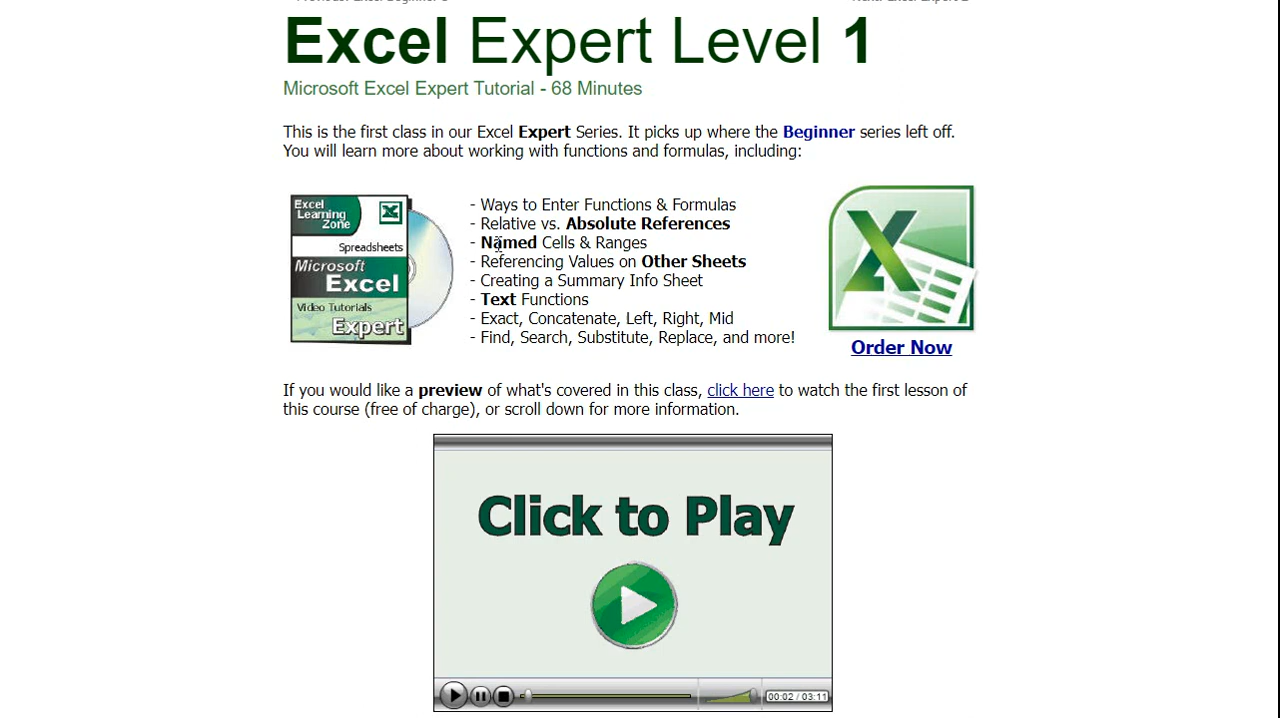 Excel Expert Level 1
Microsoft Excel Expert Tutorial - 68 Minutes
This is the first class in our Excel Expert Series. It picks up where the Beginner series left off.
You will learn more about working with functions and formulas, including:
Excel
Learning
Zone
Spreadsheets
Microsoft
Excel
Video Tutorials
Expert
- Ways to Enter Functions & Formulas
- Relative vs. Absolute References
- Named Cells & Ranges
- Referencing Values on Other Sheets
- Creating a Summary Info Sheet
- Text Functions
- Exact, Concatenate, Left, Right, Mid
- Find, Search, Substitute, Replace, and more!
Order Now
If you would like a preview of what's covered in this class, click here to watch the first lesson of
this course (free of charge), or scroll down for more information.
Click to Play
00:02 / 03:11